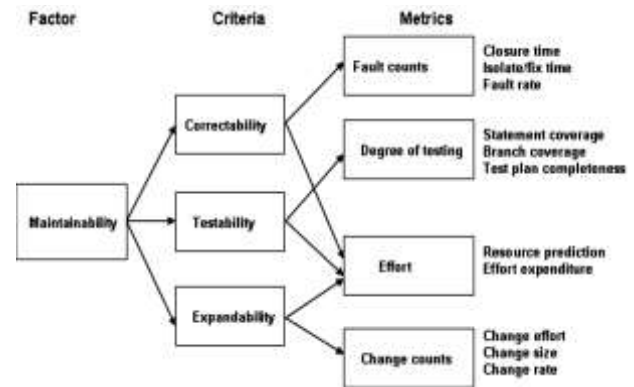 Factor
Criteria
Metrics
Fault counts
Closure time
Isolate/fix time
Fault rate
Correctability
Degree of testing
Statement coverage
Branch coverage
Test plan completeness
Maintainability
Testability
Effort
Resource prediction
Effort expenditure
Expandability
Change counts
Change effort
Change size
Change rate